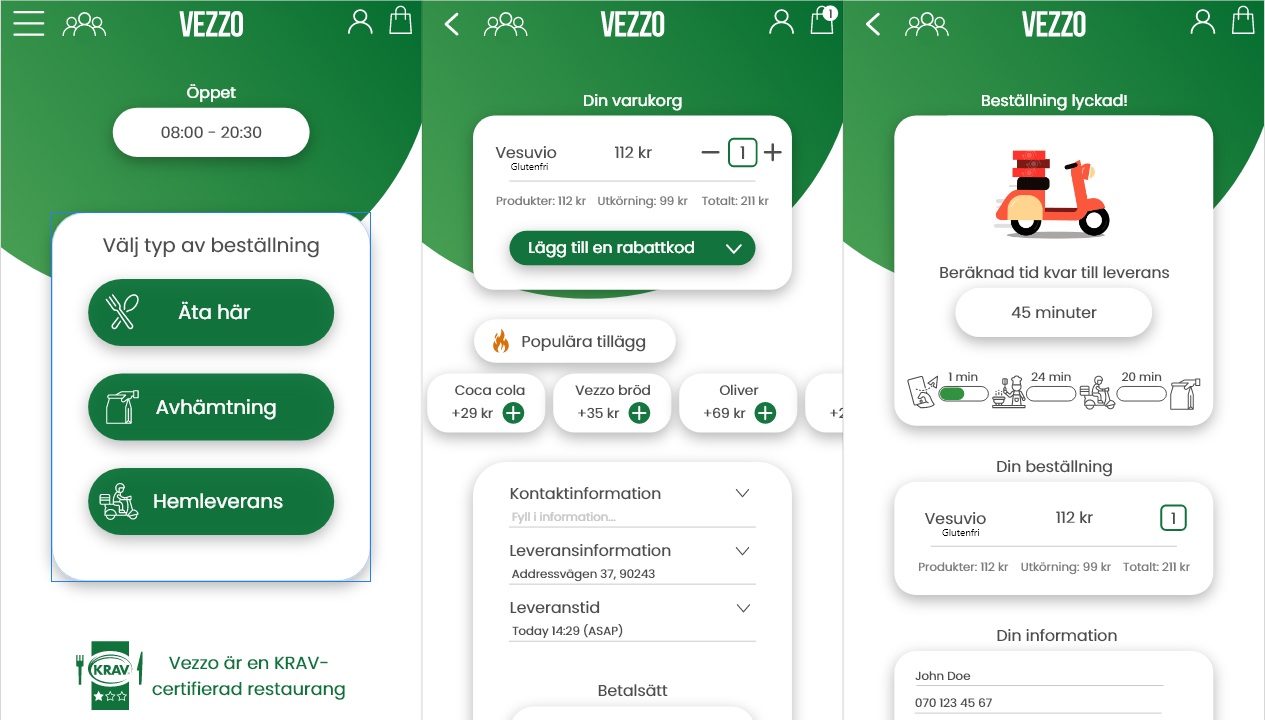 VEZZO
Öppet
08:00 - 20:30
Välj typ av beställning
Äta här
Avhämtning
Hemleverans
KRAV
Vezzo är en KRAV-
certifierad restaurang
VEZZO
1
Din varukorg
Vesuvio 112 kr 1
Glutenfri
Produkter: 112 kr Utkörning: 99 kr Totalt: 211 kr
Lägg till en rabattkod
Populära tillägg
Coca cola Vezzo bröd Oliver
+29 kr +35 kr +69 kr +2
Kontaktinformation
Fyll i information...
Leveransinformation
Addressvägen 37, 90243
Leveranstid
Today 14:29 (ASAP)
Betalsätt
VEZZO
Beställning lyckad!
Beräknad tid kvar till leverans
45 minuter
1 min 24 min 20 min
Din beställning
Vesuvio 112 kr 1
Glutenfri
Produkter: 112 kr Utkörning: 99 kr Totalt: 211 kr
Din information
John Doe
070 123 45 67